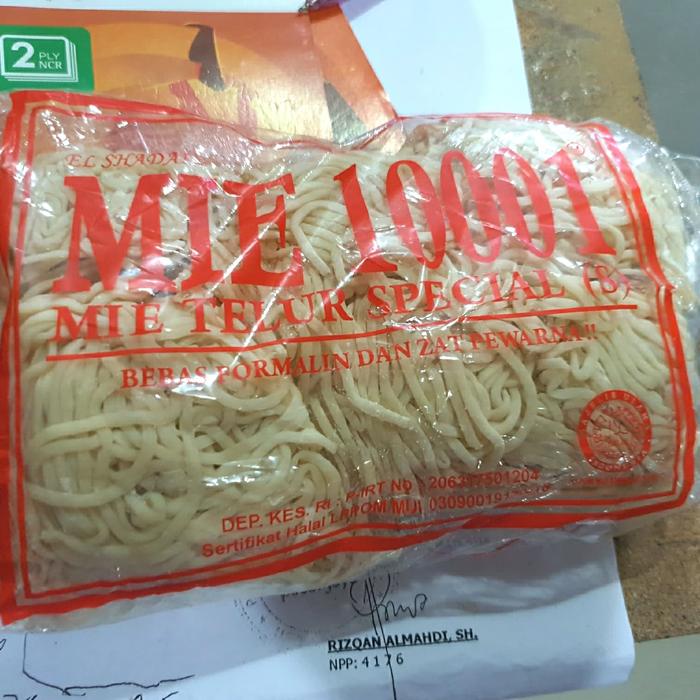 2 PLY
NCR
EL SHADAI
MIE 10001
®
MIE TELUR SPECIAL (S)
BEBAS FORMALIN DAN ZAT PEWARNA!!
DEP. KES. RI : P-IRT No : 206317501204
Sertifikat Halal LPPOM MUI
RIZQAN ALMAHDI, SH.
NPP: 4176